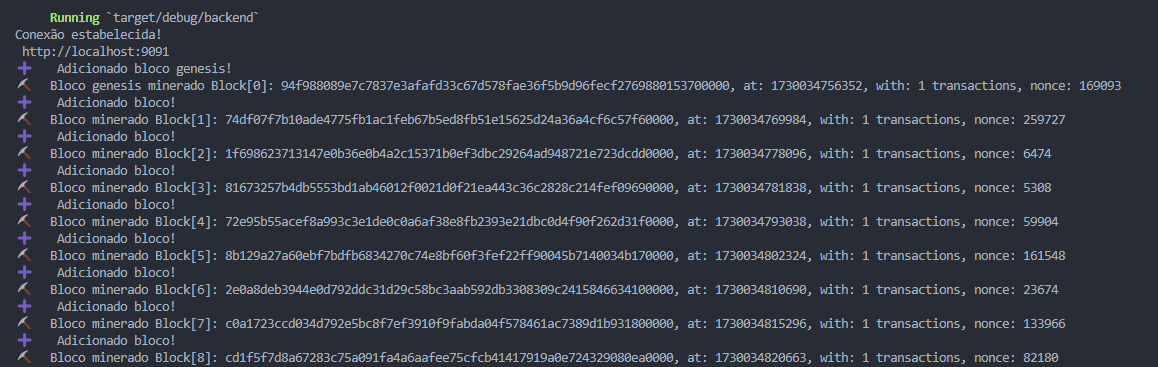 Running `target/debug/backend`
Conexão estabelecida!
http://localhost:9091
➕ Adicionado bloco genesis!
⛏ Bloco genesis minerado Block[0]: 94f988089e7c7837e3afafd33c67d578fae36f5b9d96fecf2769880153700000, at: 1730034756352, with: 1 transactions, nonce: 169093
➕ Adicionado bloco!
⛏ Bloco minerado Block[1]: 74df07f7b10ade4775fb1ac1feb67b5ed8fb51e15625d24a36a4cf6c57f60000, at: 1730034769984, with: 1 transactions, nonce: 259727
➕ Adicionado bloco!
⛏ Bloco minerado Block[2]: 1f698623713147e0b36e0b4a2c15371b0ef3dbc29264ad948721e723dcdd0000, at: 1730034778096, with: 1 transactions, nonce: 6474
➕ Adicionado bloco!
⛏ Bloco minerado Block[3]: 81673257b4db5553bd1ab46012f0021d0f21ea443c36c2828c214fef09690000, at: 1730034781838, with: 1 transactions, nonce: 5308
➕ Adicionado bloco!
⛏ Bloco minerado Block[4]: 72e95b55acef8a993c3e1de0c0a6af38e8fb2393e21dbc0d4f90f262d31f0000, at: 1730034793038, with: 1 transactions, nonce: 59904
➕ Adicionado bloco!
⛏ Bloco minerado Block[5]: 8b129a27a60ebf7bdfb6834270c74e8bf60f3fef22ff90045b7140034b170000, at: 1730034802324, with: 1 transactions, nonce: 161548
➕ Adicionado bloco!
⛏ Bloco minerado Block[6]: 2e0a8deb3944e0d792ddc31d29c58bc3aab592db3308309c2415846634100000, at: 1730034810690, with: 1 transactions, nonce: 23674
➕ Adicionado bloco!
⛏ Bloco minerado Block[7]: c0a1723ccd034d792e5bc8f7ef3910f9fabda04f578461ac7389d1b931800000, at: 1730034815296, with: 1 transactions, nonce: 133966
➕ Adicionado bloco!
⛏ Bloco minerado Block[8]: cd1f5f7d8a67283c75a091fa4a6aafee75cfcb41417919a0e724329080ea0000, at: 1730034820663, with: 1 transactions, nonce: 82180